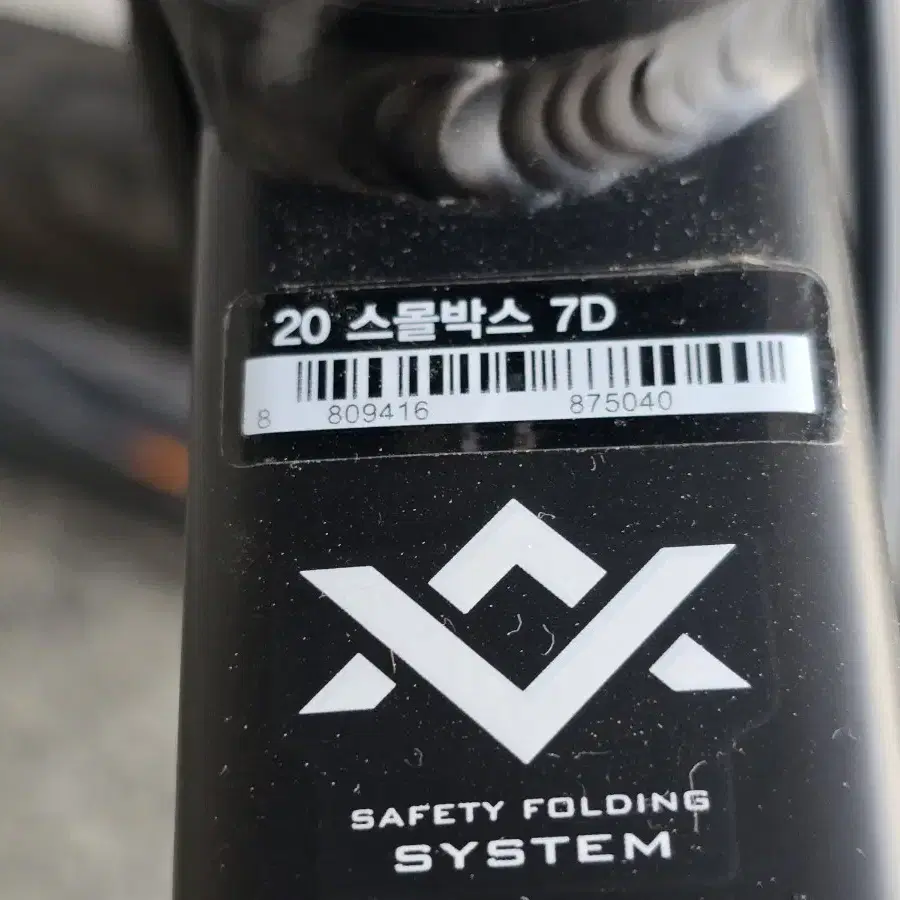 20 스몰박스 7D
8 809416 875040
SAFETY FOLDING
SYSTEM